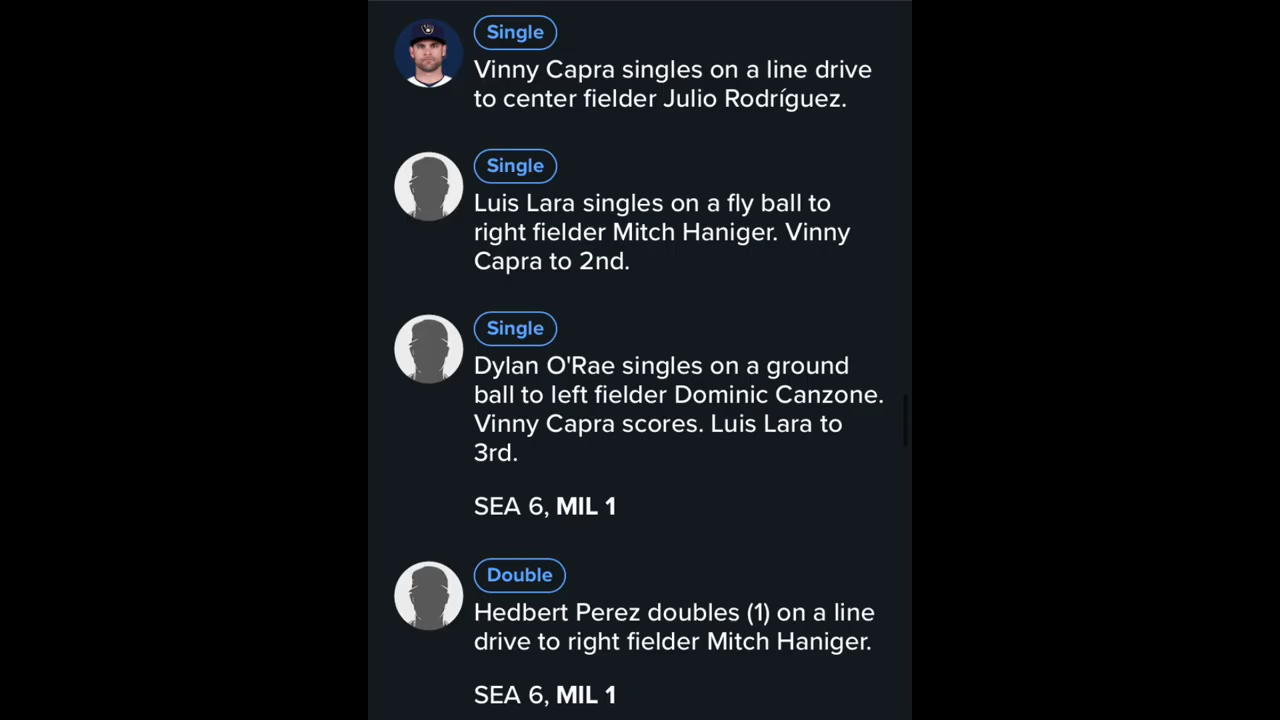 Single
Vinny Capra singles on a line drive
to center fielder Julio Rodríguez.
Single
Luis Lara singles on a fly ball to
right fielder Mitch Haniger. Vinny
Capra to 2nd.
Single
Dylan O'Rae singles on a ground
ball to left fielder Dominic Canzone.
Vinny Capra scores. Luis Lara to
3rd.
SEA 6, MIL 1
Double
Hedbert Perez doubles (1) on a line
drive to right fielder Mitch Haniger.
SEA 6, MIL 1